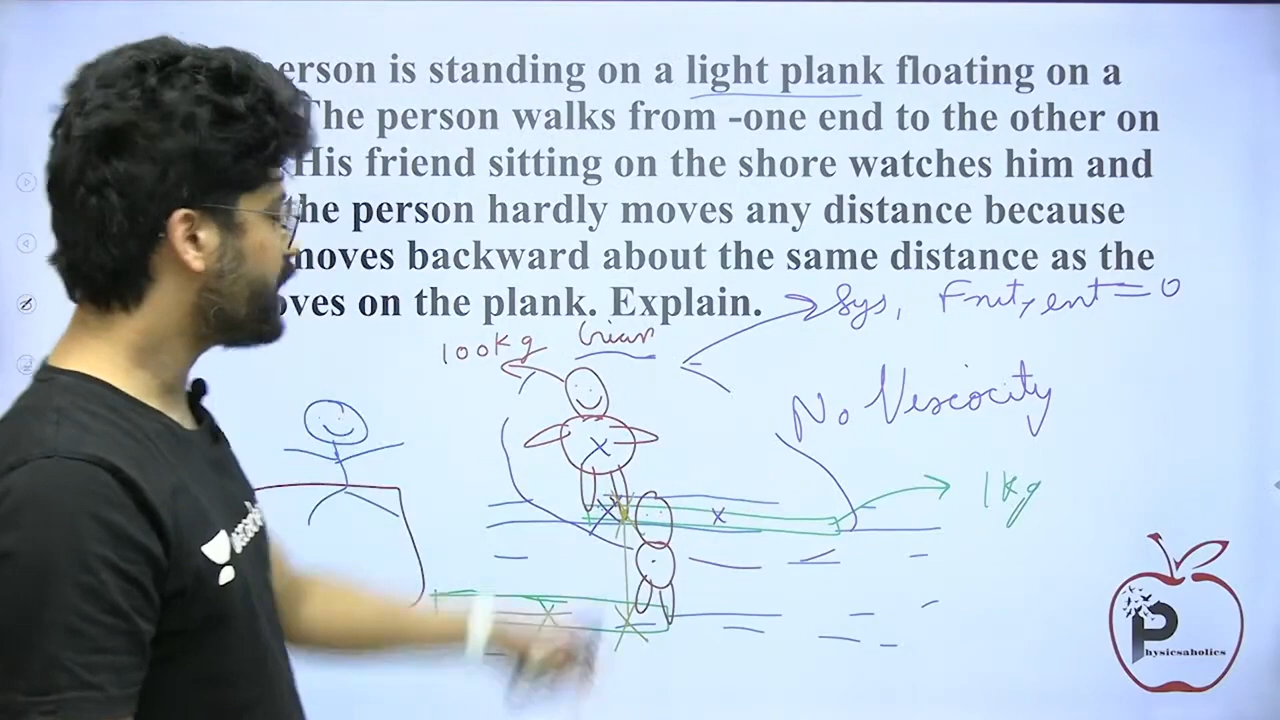 erson is standing on a light plank floating on a
The person walks from -one end to the other on
His friend sitting on the shore watches him and
the person hardly moves any distance because
moves backward about the same distance as the
oves on the plank. Explain.
Sys, Fnet, ext = 0
100kg
No Viscocity
1kg
unacade
Physicsaholics